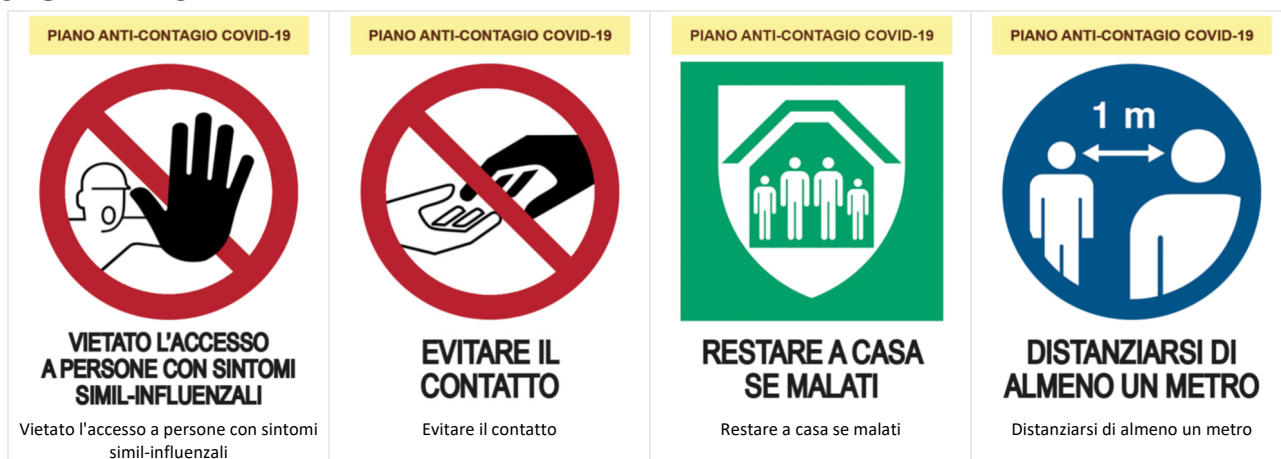 PIANO ANTI-CONTAGIO COVID-19
VIETATO L'ACCESSO
A PERSONE CON SINTOMI
SIMIL-INFLUENZALI
Vietato l'accesso a persone con sintomi
simil-influenzali
PIANO ANTI-CONTAGIO COVID-19
EVITARE IL
CONTATTO
Evitare il contatto
PIANO ANTI-CONTAGIO COVID-19
RESTARE A CASA
SE MALATI
Restare a casa se malati
PIANO ANTI-CONTAGIO COVID-19
1 m
DISTANZIARSI DI
ALMENO UN METRO
Distanziarsi di almeno un metro